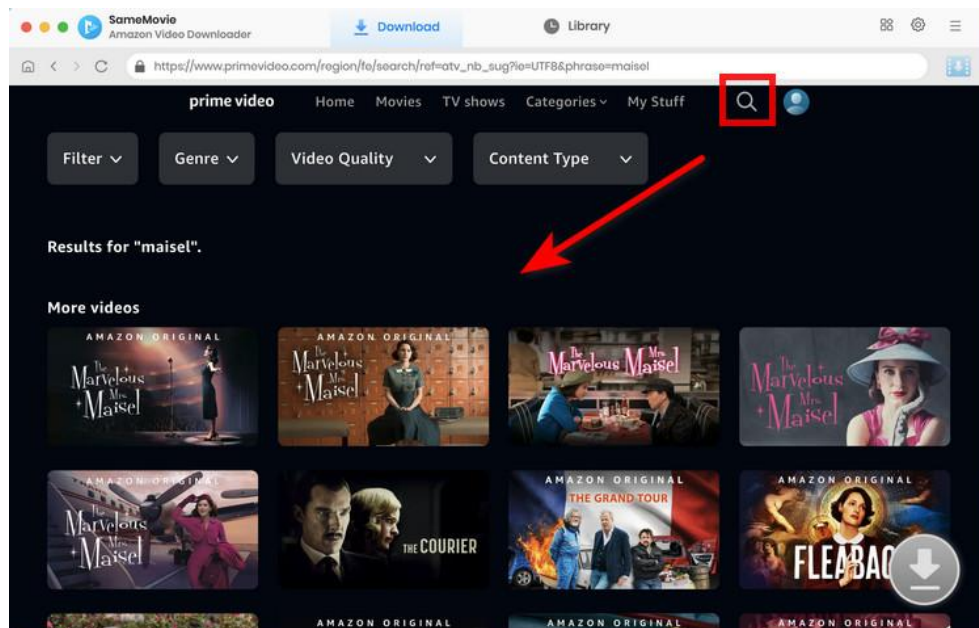 SameMovie
Amazon Video Downloader
Download
Library
https://www.primevideo.com/region/fe/search/ref=atv_nb_sug?ie=UTF8&phrase=maisel
prime video Home Movies TV shows Categories My Stuff
Filter Genre Video Quality Content Type
Results for "maisel".
More videos
AMAZON ORIGINAL
The Marvelous Mrs. Maisel
AMAZON ORIGINAL
The Marvelous Mrs. Maisel
The Marvelous Mrs. Maisel
The Marvelous Mrs. Maisel
AMAZON ORIGINAL
The Marvelous Mrs. Maisel
THE COURIER
AMAZON ORIGINAL
THE GRAND TOUR
AMAZON ORIGINAL
FLEABAG
AMAZON ORIGINAL
AMAZON ORIGINAL
AMAZON ORIGINAL